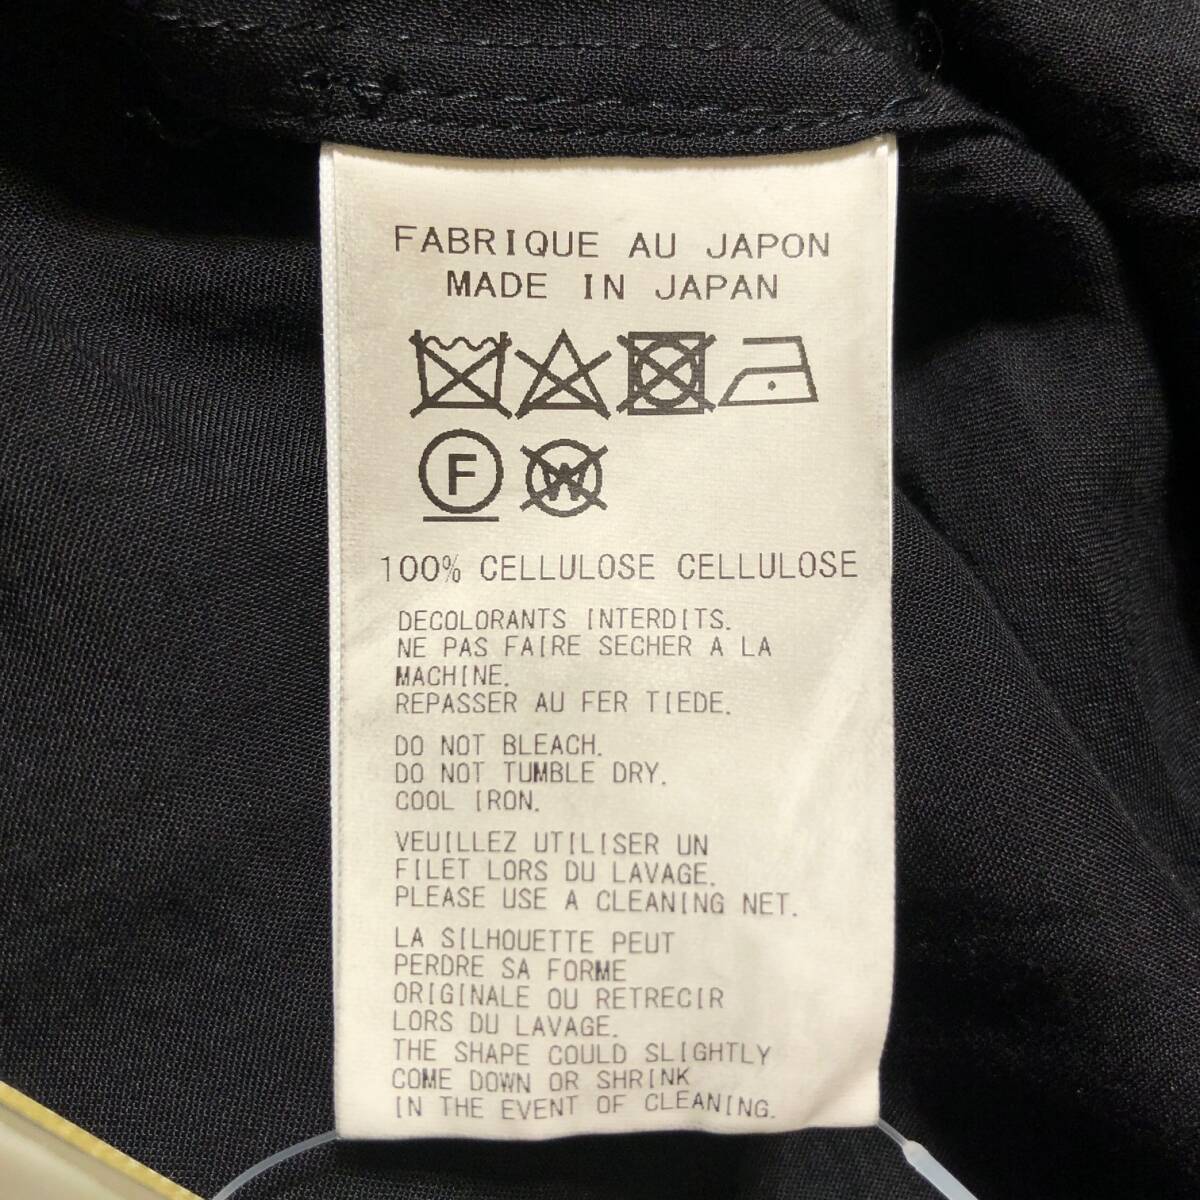 FABRIQUE AU JAPON
MADE IN JAPAN
F W
100% CELLULOSE CELLULOSE
DECOLORANTS INTERDITS.
NE PAS FAIRE SECHER A LA
MACHINE.
REPASSER AU FER TIEDE.
DO NOT BLEACH.
DO NOT TUMBLE DRY.
COOL IRON.
VEUILLEZ UTILISER UN
FILET LORS DU LAVAGE.
PLEASE USE A CLEANING NET.
LA SILHOUETTE PEUT
PERDRE SA FORME
ORIGINALE OU RETRECIR
LORS DU LAVAGE.
THE SHAPE COULD SLIGHTLY
COME DOWN OR SHRINK
IN THE EVENT OF CLEANING.